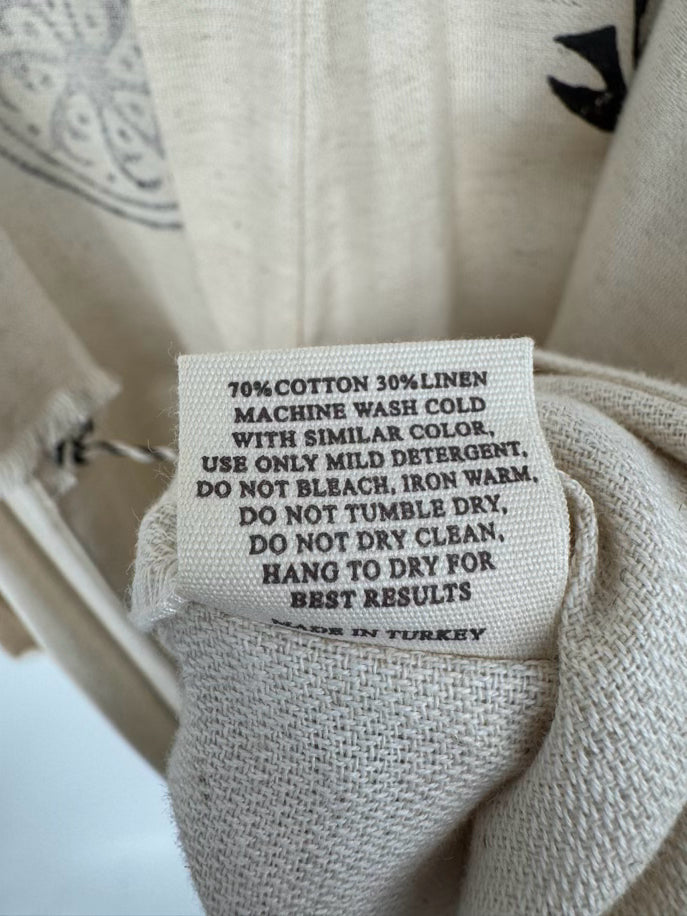 70% COTTON 30% LINEN
MACHINE WASH COLD
WITH SIMILAR COLOR,
USE ONLY MILD DETERGENT,
DO NOT BLEACH, IRON WARM,
DO NOT TUMBLE DRY,
DO NOT DRY CLEAN,
HANG TO DRY FOR
BEST RESULTS
MADE IN TURKEY